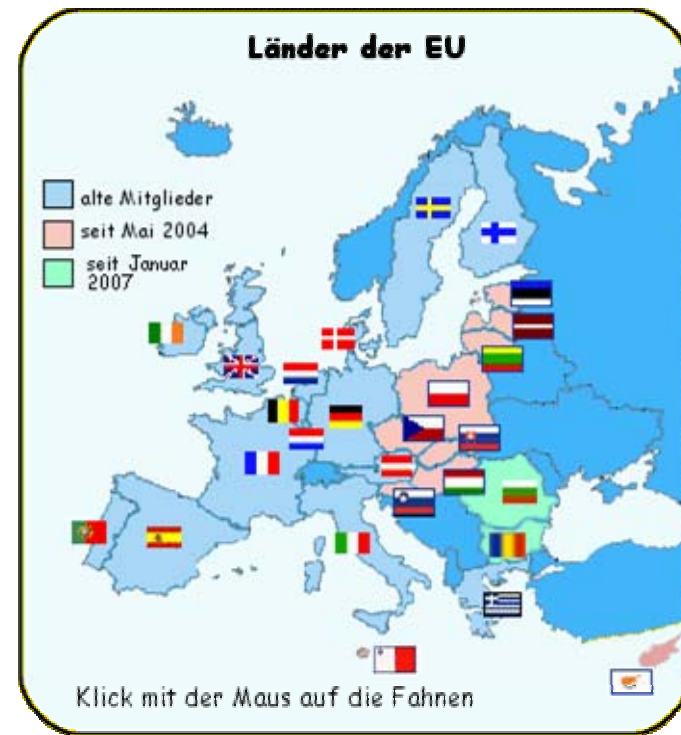 Länder der EU
alte Mitglieder
seit Mai 2004
seit Januar
2007
Klick mit der Maus auf die Fahnen